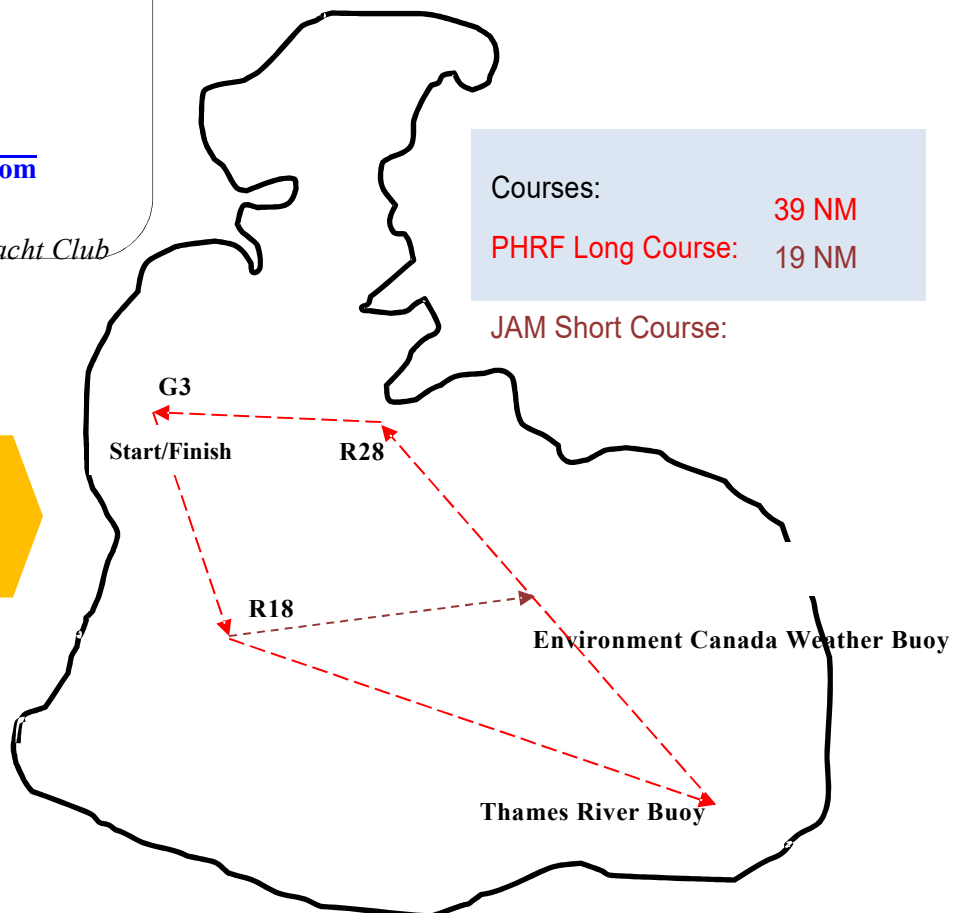 om
acht Club
Courses:
39 NM
PHRF Long Course:
19 NM
JAM Short Course:
G3
Start/Finish
R28
R18
Environment Canada Weather Buoy
Thames River Buoy